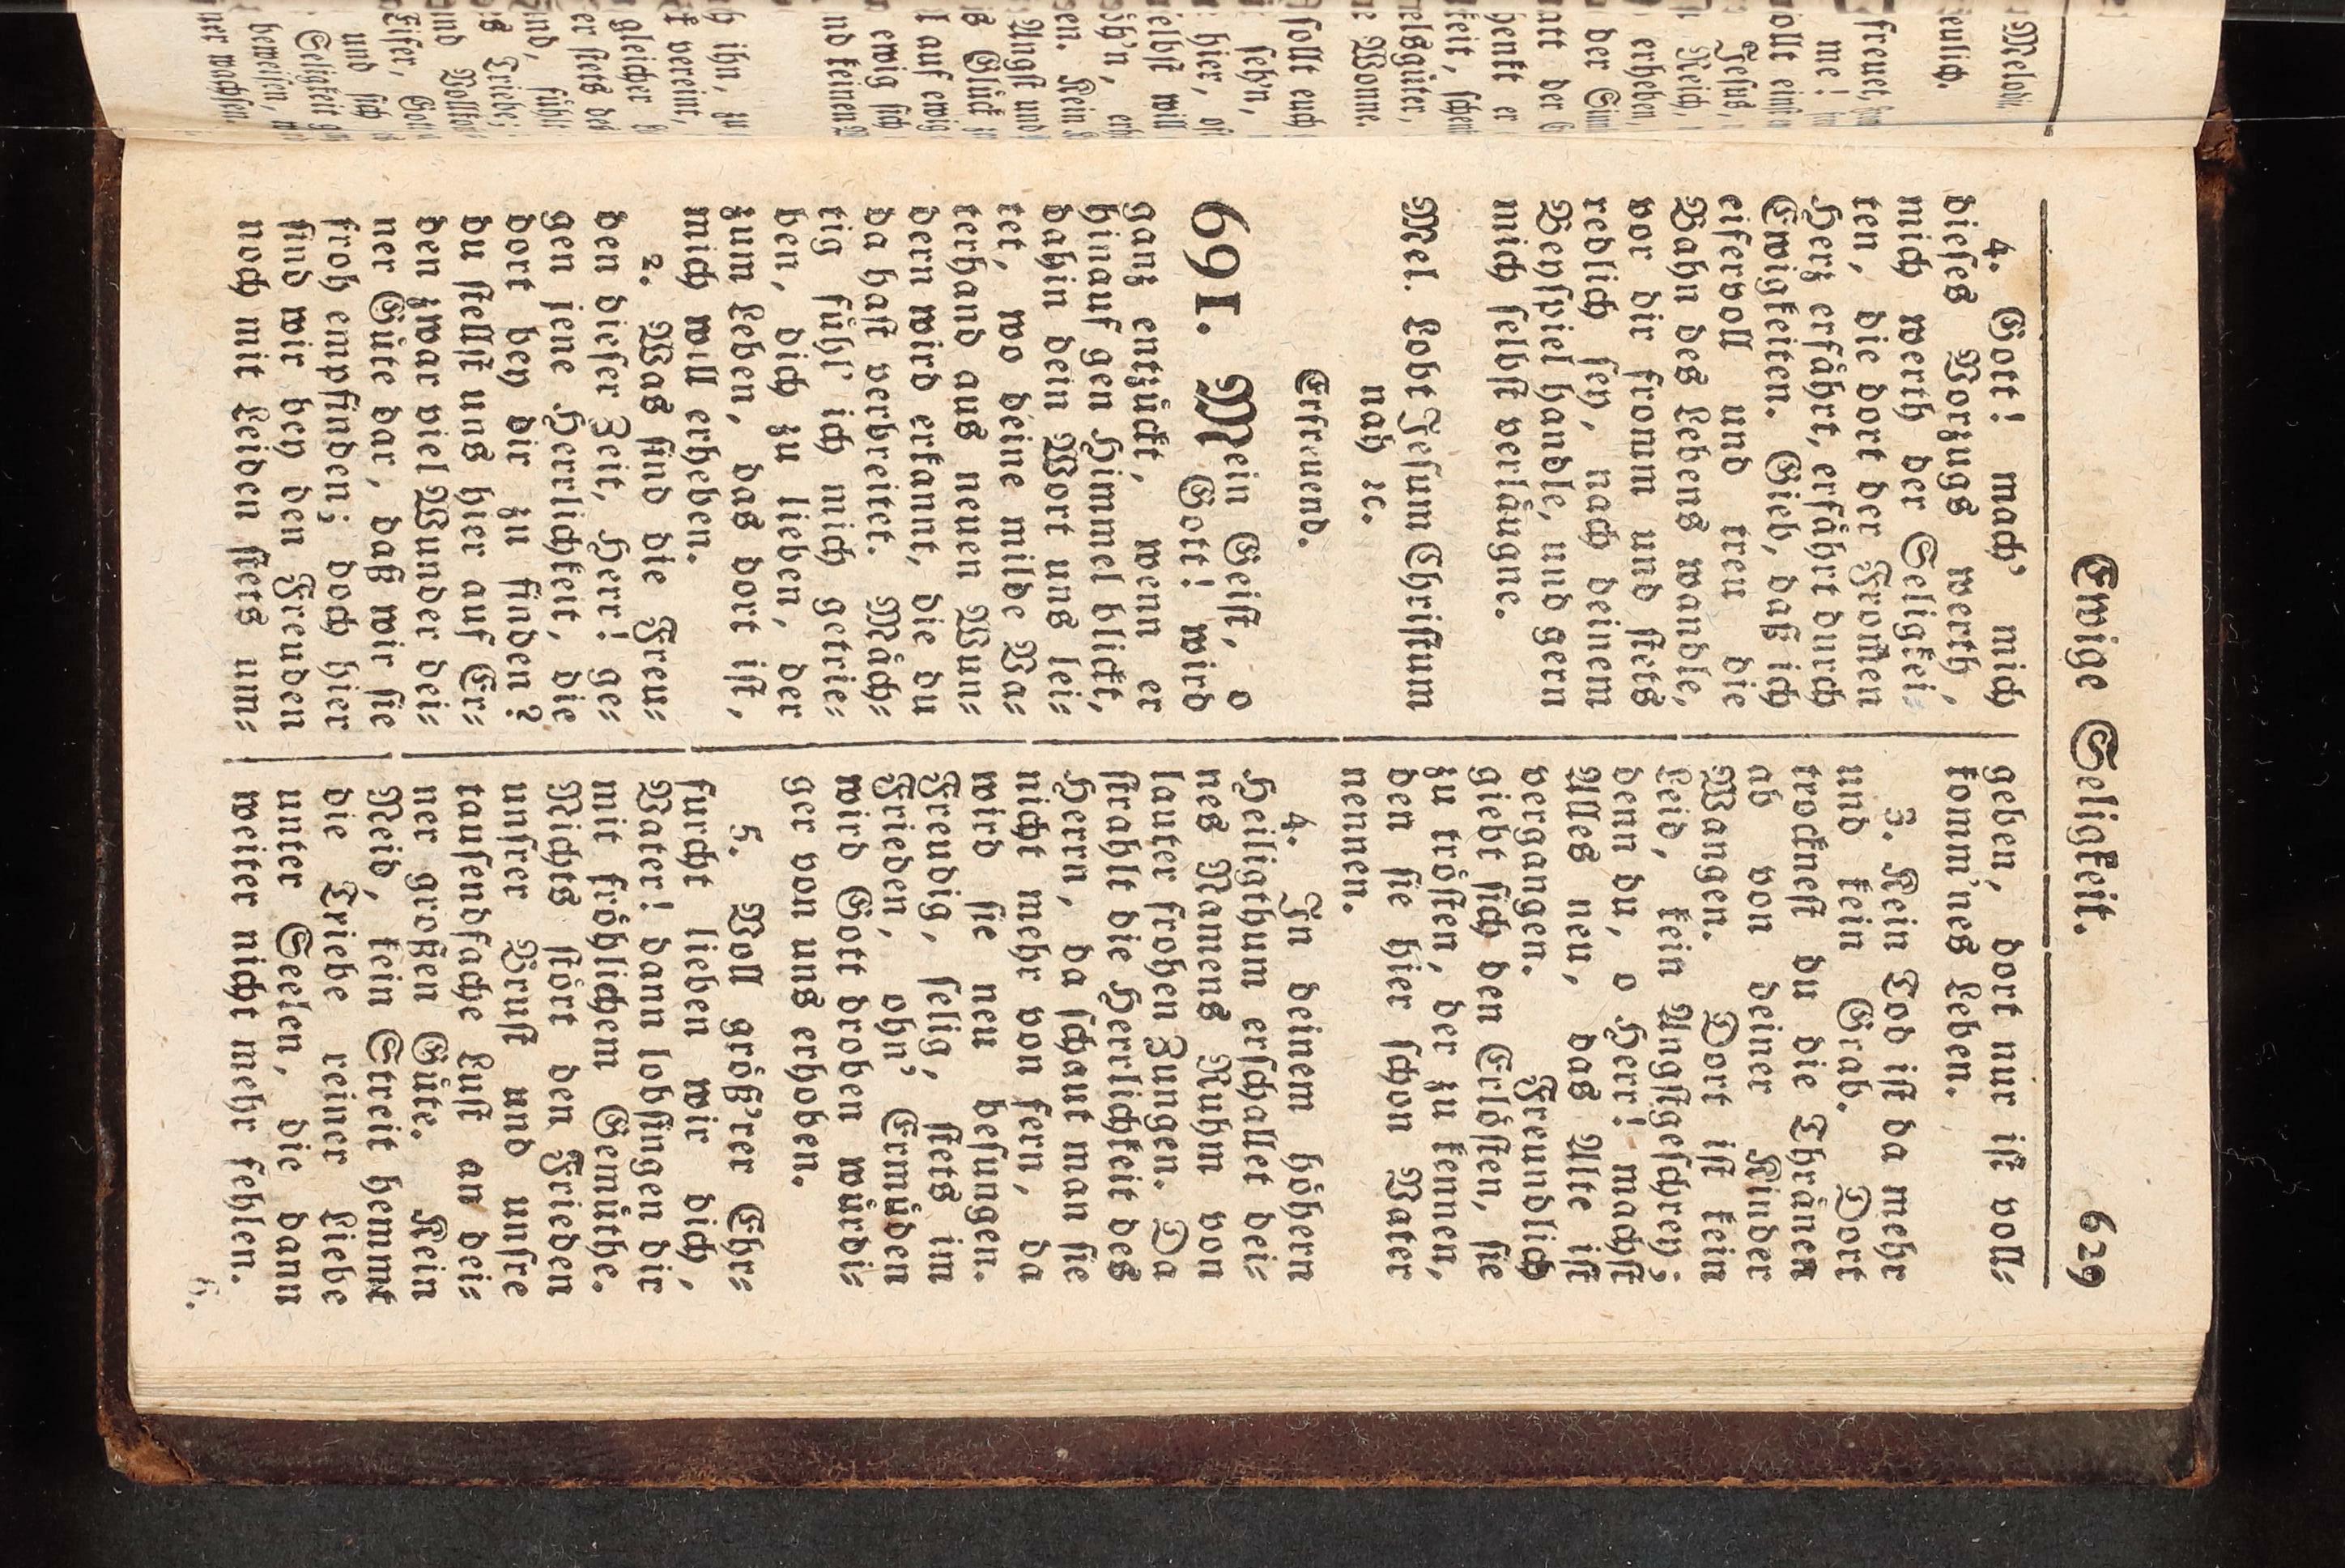 Ewige Seligkeit. 629
4. Gott! mach' mich
dieses Vorzugs werth,
mich werth der Seligkei-
ten, die dort der Frommen
Herz erfährt, erfährt durch
Ewigkeiten. Gieb, daß ich
eifervoll und treu die
Bahn des Lebens wandle,
vor dir fromm und stets
redlich sey, nach deinem
Beyspiel handle, und gern
mich selbst verläugne.
Mel. Lobt Jesum Christum
nah ꝛc.
Erfreuend.
691. Mein Geist, o
Gott! wird
ganz entzückt, wenn er
hinauf gen Himmel blickt,
dahin dein Wort uns lei-
tet, wo deine milde Va-
terhand aus neuen Wun-
dern wird erkannt, die du
da hast verbreitet. Mäch-
tig fühl' ich mich getrie-
ben, dich zu lieben, der
zum Leben, das dort ist,
mich will erheben.
2. Was sind die Freu-
den dieser Zeit, Herr! ge-
gen jene Herrlichkeit, die
dort bey dir zu finden?
du stellst uns hier auf Er-
den zwar viel Wunder dei-
ner Güte dar, daß wir sie
froh empfinden; doch hier
sind wir bey den Freuden
noch mit Leiden stets um-
geben, dort nur ist voll-
komm'nes Leben.
3. Kein Tod ist da mehr
und kein Grab. Dort
trocknest du die Thränen
ab von deiner Kinder
Wangen. Dort ist kein
Leid, kein Angstgeschrey;
denn du, o Herr! machst
Alles neu, das Alte ist
vergangen. Freundlich
giebt sich den Erlösten, sie
zu trösten, der zu kennen,
den sie hier schon Vater
nennen.
4. In deinem höhern
Heiligthum erschallet dei-
nes Namens Ruhm von
lauter frohen Zungen. Da
strahlt die Herrlichkeit des
Herrn, da schaut man sie
nicht mehr von fern, da
wird sie neu besungen.
Freudig, selig, stets im
Frieden, ohn' Ermüden
wird Gott droben würdi-
ger von uns erhoben.
5. Voll größ'rer Ehr-
furcht lieben wir dich,
Vater! dann lobsingen dir
mit fröhlichem Gemüthe.
Nichts stört den Frieden
unsrer Brust und unsre
tausendfache Lust an dei-
ner großen Güte. Kein
Neid, kein Streit hemmt
die Triebe reiner Liebe
unter Seelen, die dann
weiter nicht mehr fehlen.
6.